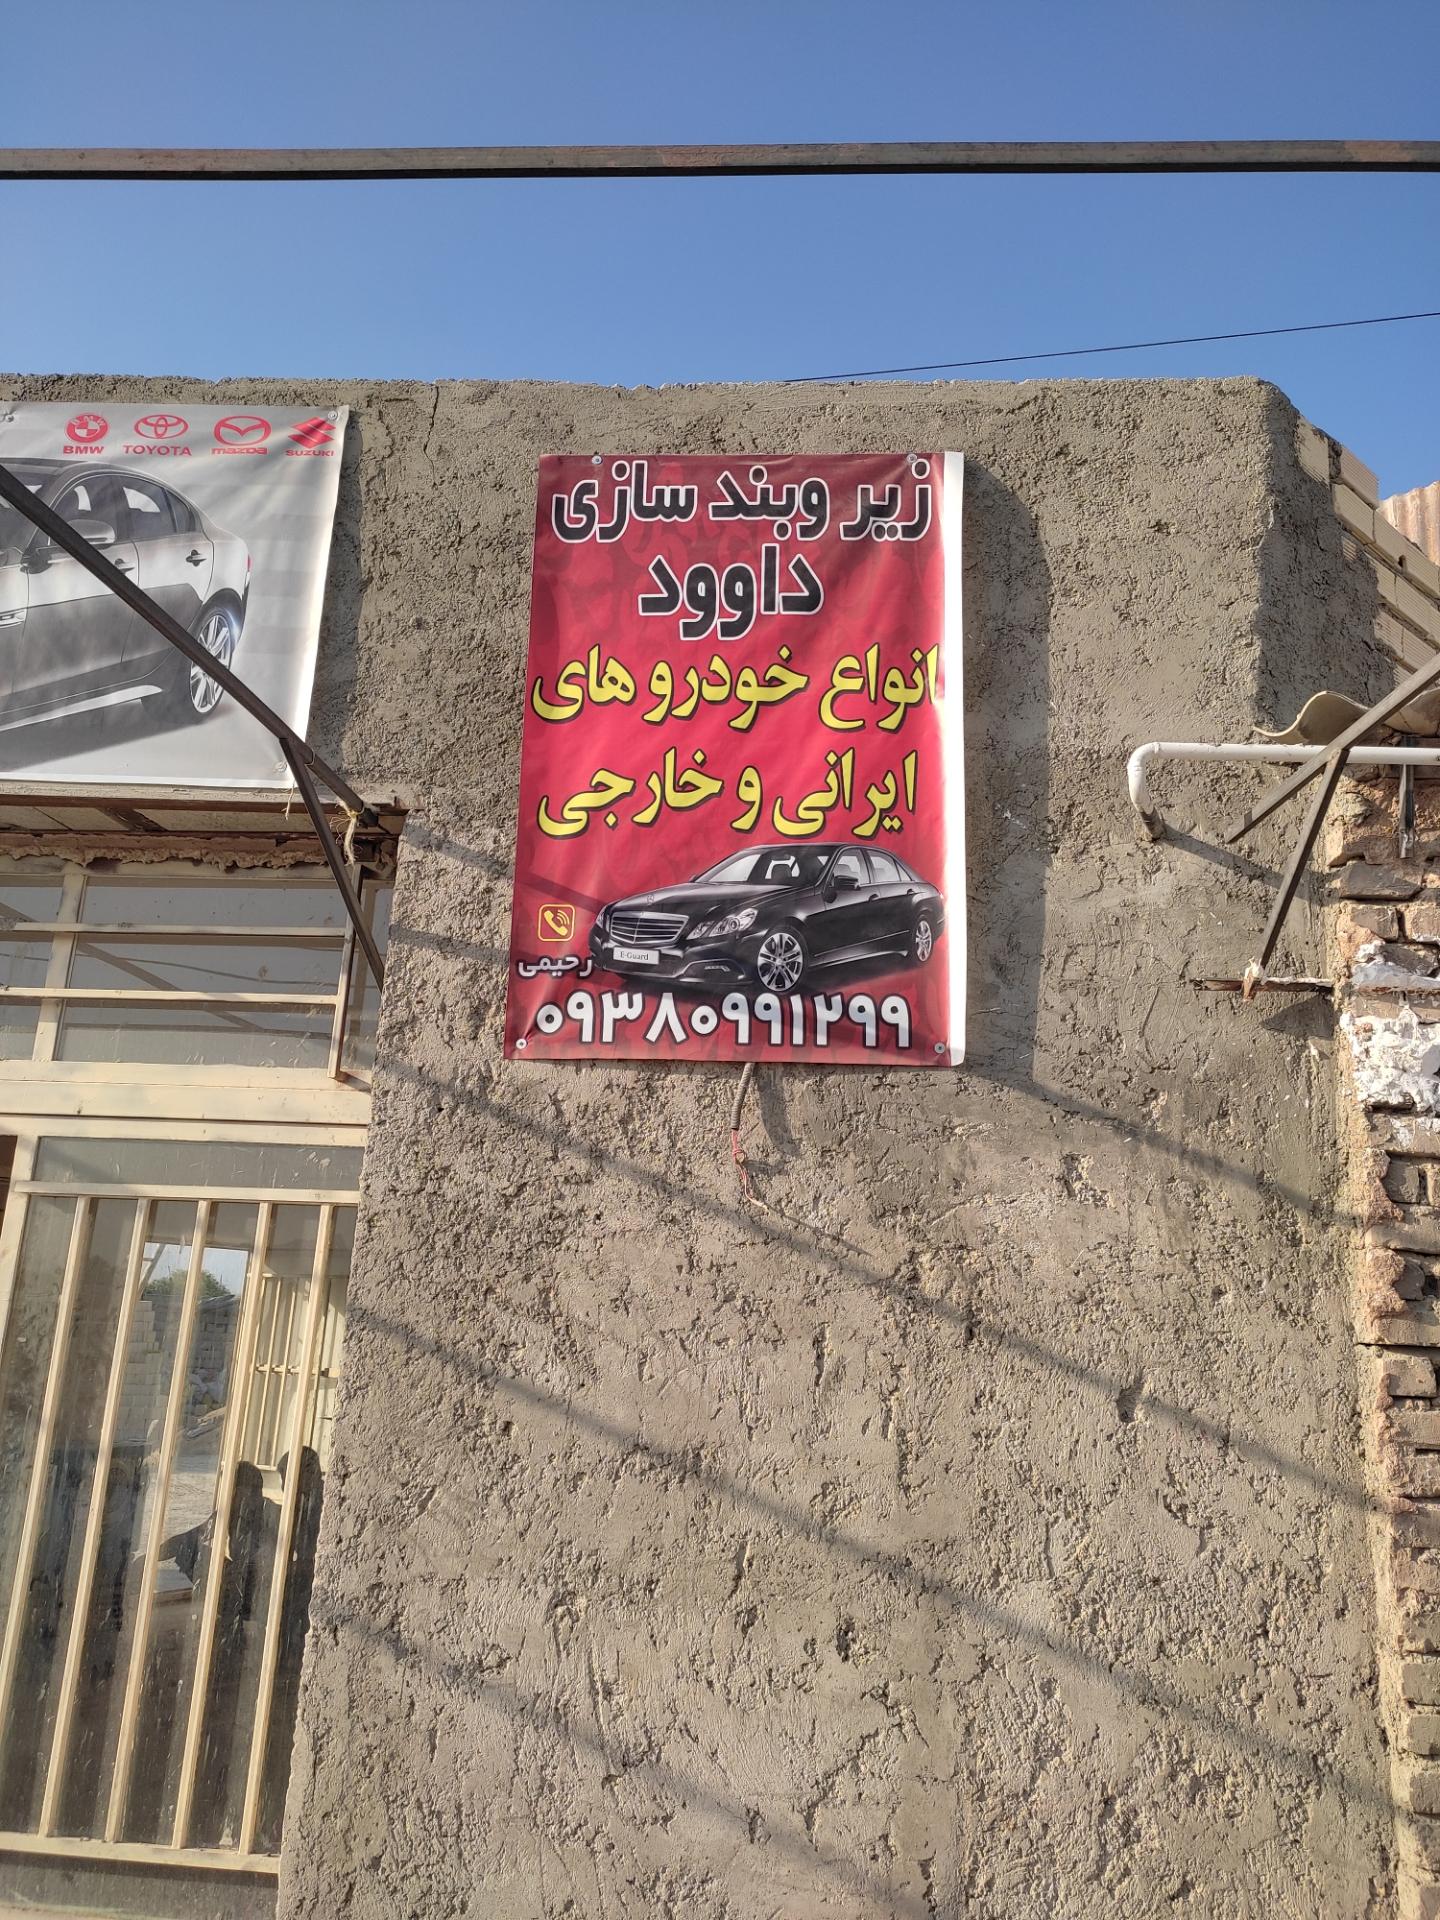 BMW TOYOTA mazda SUZUKI
زیر وبند سازی
داوود
انواع خودرو های
ایرانی و خارجی
E-Guard
رحیمی
۰۹۳۸۰۹۹۱۲۹۹